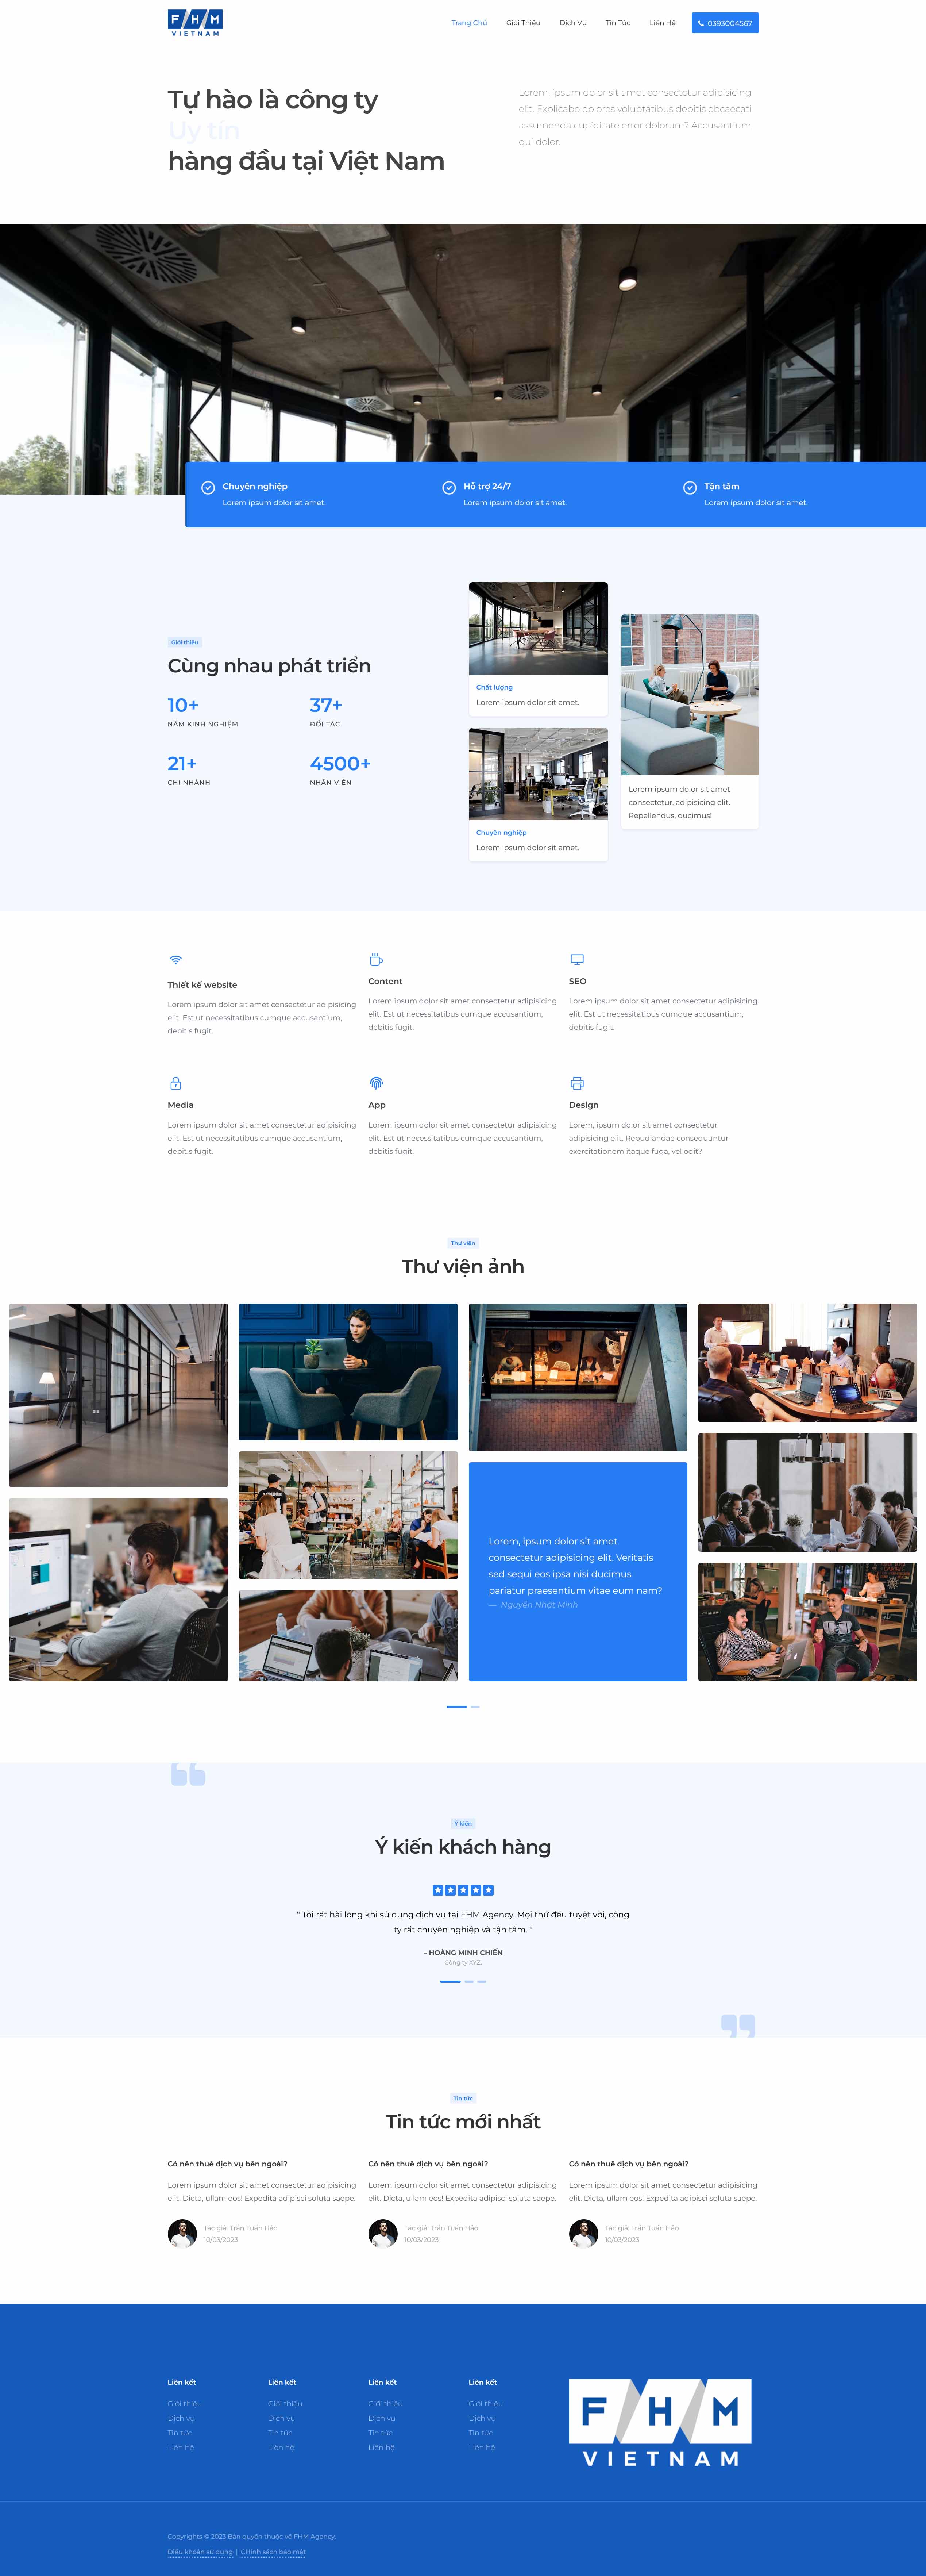 FHM
VIETNAM
Trang Chủ
Giới Thiệu
Dịch Vụ
Tin Tức
Liên Hệ
0393004567
Tự hào là công ty
Uy tín
hàng đầu tại Việt Nam
Lorem, ipsum dolor sit amet consectetur adipisicing
elit. Explicabo dolores voluptatibus debitis obcaecati
assumenda cupiditate error dolorum? Accusantium,
qui dolor.
Chuyên nghiệp
Lorem ipsum dolor sit amet.
Hỗ trợ 24/7
Lorem ipsum dolor sit amet.
Tận tâm
Lorem ipsum dolor sit amet.
Giới thiệu
Cùng nhau phát triển
10+
NĂM KINH NGHIỆM
37+
ĐỐI TÁC
21+
CHI NHÁNH
4500+
NHÂN VIÊN
Chất lượng
Lorem ipsum dolor sit amet.
Chuyên nghiệp
Lorem ipsum dolor sit amet.
Lorem ipsum dolor sit amet
consectetur, adipisicing elit.
Repellendus, ducimus!
Thiết kế website
Lorem ipsum dolor sit amet consectetur adipisicing
elit. Est ut necessitatibus cumque accusantium,
debitis fugit.
Content
Lorem ipsum dolor sit amet consectetur adipisicing
elit. Est ut necessitatibus cumque accusantium,
debitis fugit.
SEO
Lorem ipsum dolor sit amet consectetur adipisicing
elit. Est ut necessitatibus cumque accusantium,
debitis fugit.
Media
Lorem ipsum dolor sit amet consectetur adipisicing
elit. Est ut necessitatibus cumque accusantium,
debitis fugit.
App
Lorem ipsum dolor sit amet consectetur adipisicing
elit. Est ut necessitatibus cumque accusantium,
debitis fugit.
Design
Lorem, ipsum dolor sit amet consectetur
adipisicing elit. Repudiandae consequuntur
exercitationem itaque fuga, vel odit?
Thư viện
Thư viện ảnh
Lorem, ipsum dolor sit amet
consectetur adipisicing elit. Veritatis
sed sequi eos ipsa nisi ducimus
pariatur praesentium vitae eum nam?
— Nguyễn Nhật Minh
Ý kiến
Ý kiến khách hàng
" Tôi rất hài lòng khi sử dụng dịch vụ tại FHM Agency. Mọi thứ đều tuyệt vời, công
ty rất chuyên nghiệp và tận tâm. "
– HOÀNG MINH CHIẾN
Công ty XYZ.
Tin tức
Tin tức mới nhất
Có nên thuê dịch vụ bên ngoài?
Lorem ipsum dolor sit amet consectetur adipisicing
elit. Dicta, ullam eos! Expedita adipisci soluta saepe.
Tác giả: Trần Tuấn Hào
10/03/2023
Có nên thuê dịch vụ bên ngoài?
Lorem ipsum dolor sit amet consectetur adipisicing
elit. Dicta, ullam eos! Expedita adipisci soluta saepe.
Tác giả: Trần Tuấn Hào
10/03/2023
Có nên thuê dịch vụ bên ngoài?
Lorem ipsum dolor sit amet consectetur adipisicing
elit. Dicta, ullam eos! Expedita adipisci soluta saepe.
Tác giả: Trần Tuấn Hào
10/03/2023
Liên kết
Giới thiệu
Dịch vụ
Tin tức
Liên hệ
Liên kết
Giới thiệu
Dịch vụ
Tin tức
Liên hệ
Liên kết
Giới thiệu
Dịch vụ
Tin tức
Liên hệ
Liên kết
Giới thiệu
Dịch vụ
Tin tức
Liên hệ
FHM
VIETNAM
Copyrights © 2023 Bản quyền thuộc về FHM Agency.
Điều khoản sử dụng | CHính sách bảo mật